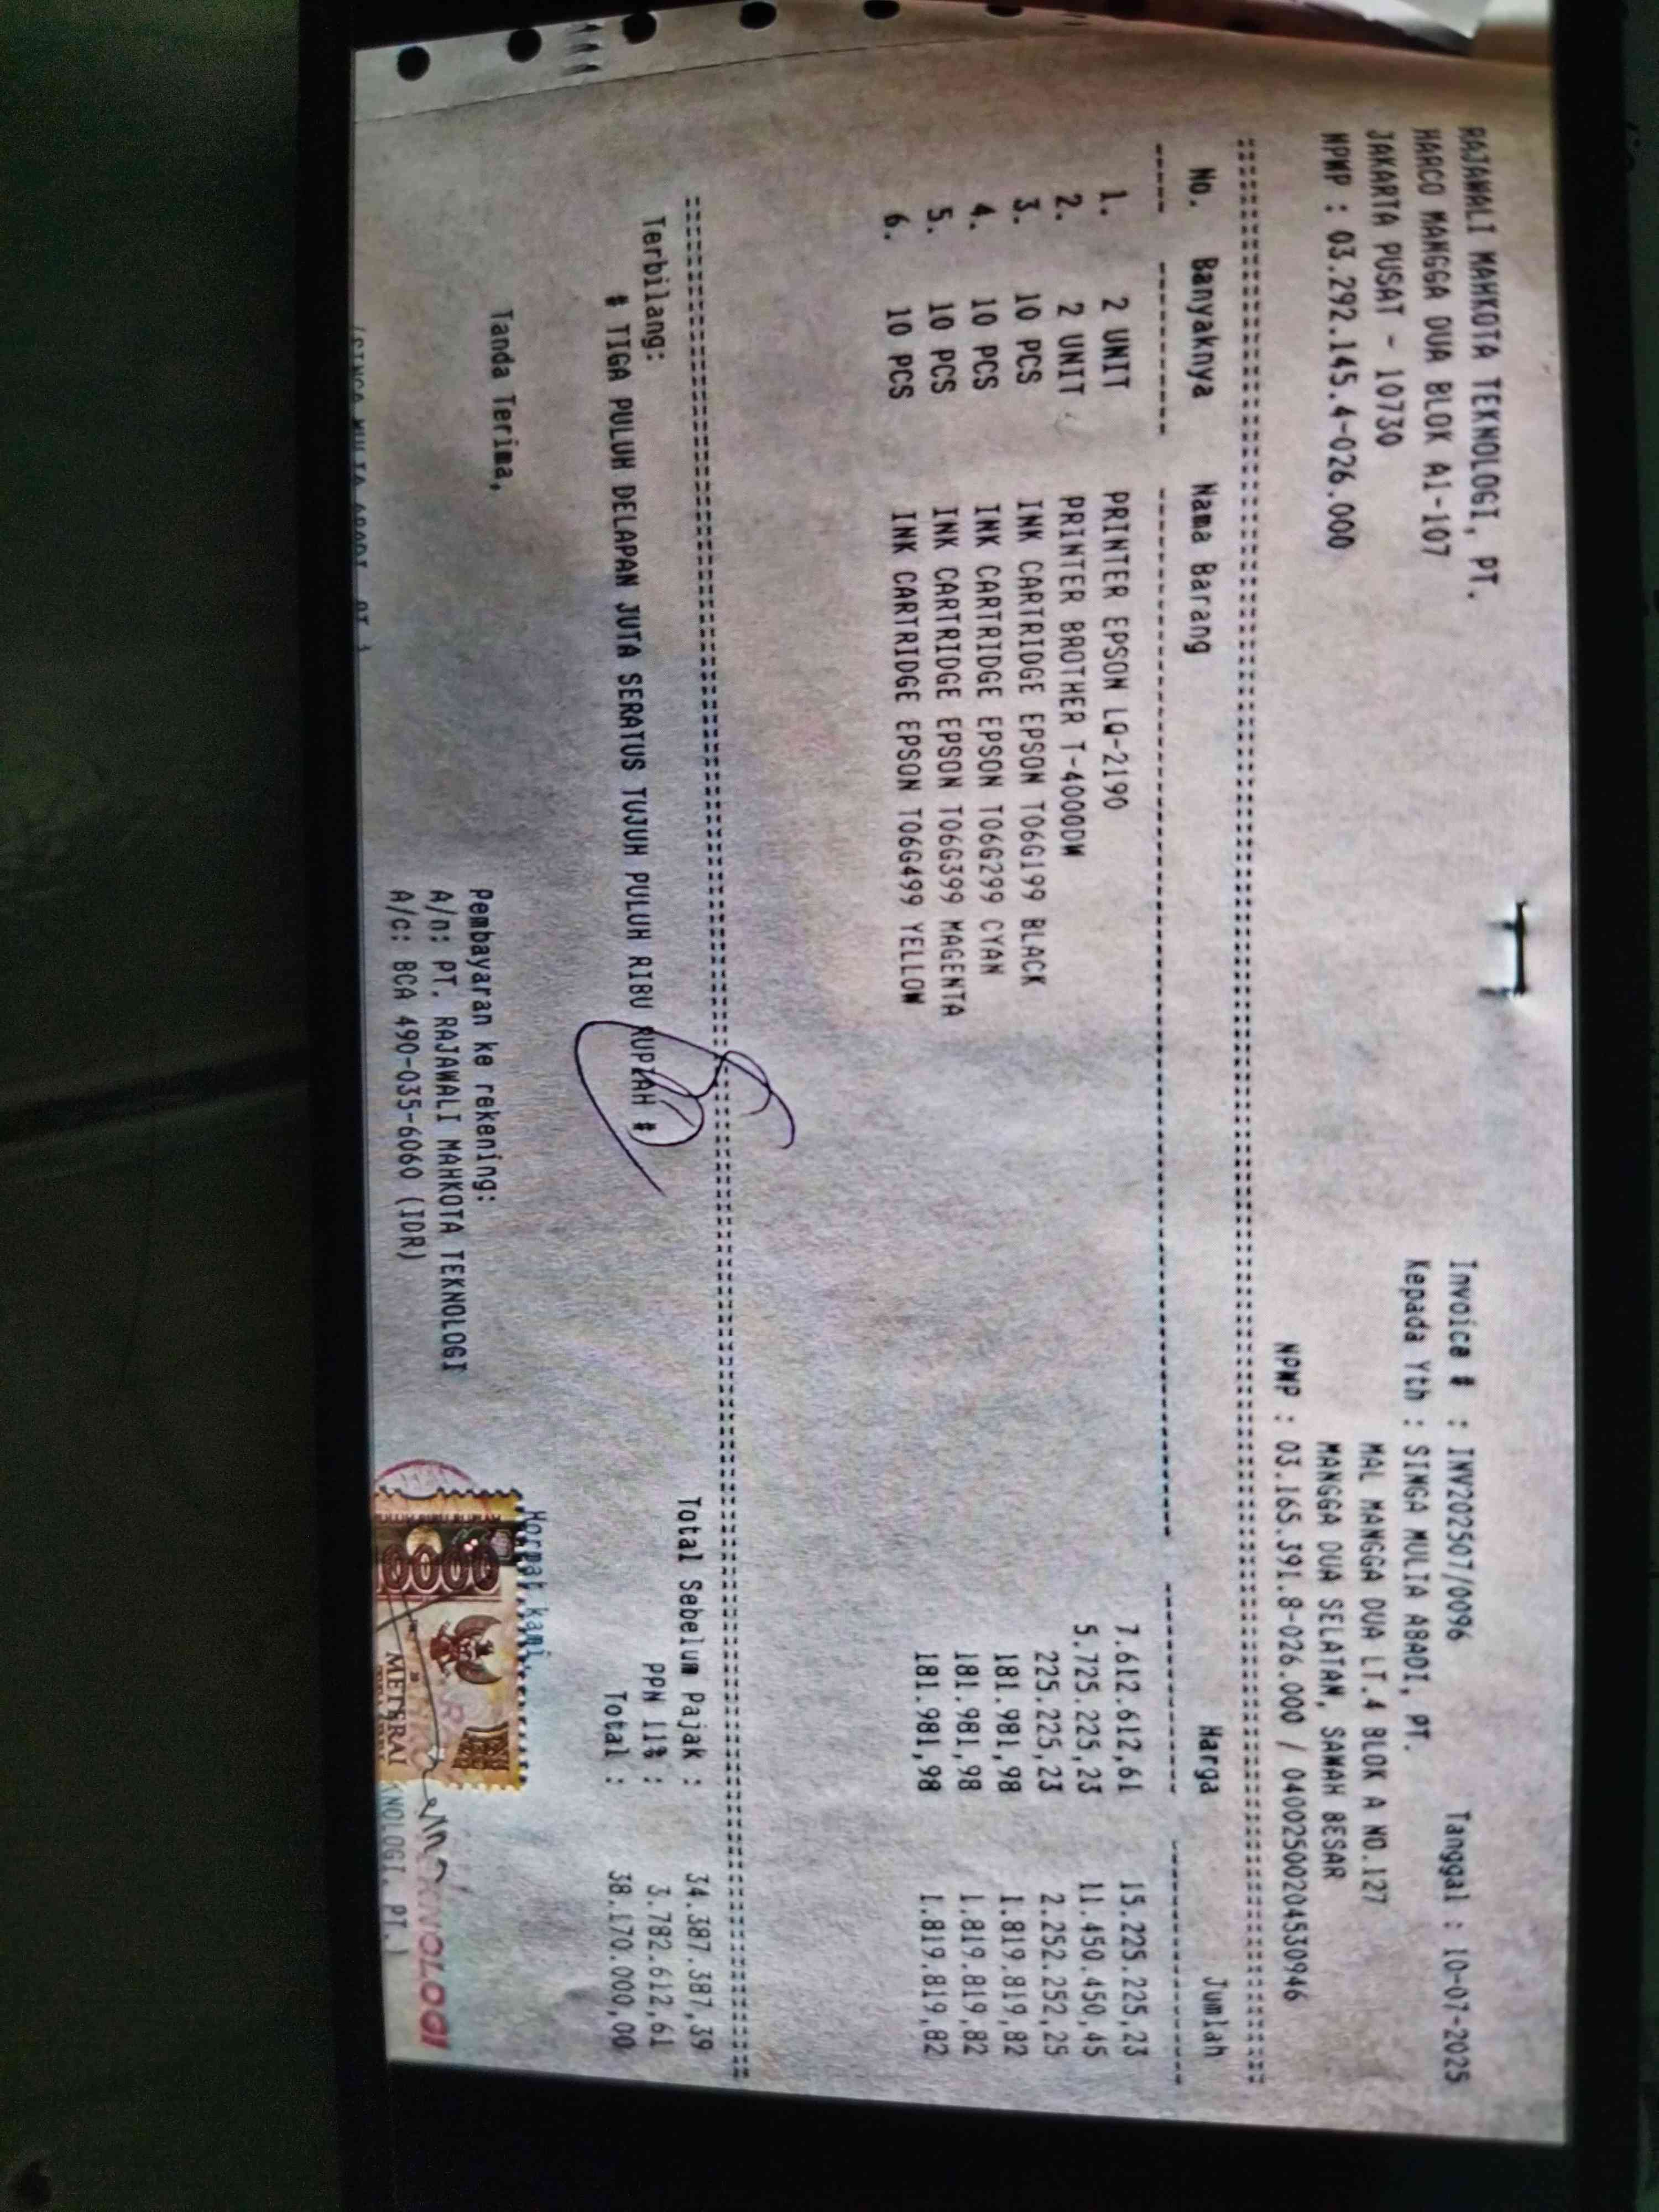 RAJAWALI MAHKOTA TEKNOLOGI, PT.
HARCO MANGGA DUA BLOK A1-107
JAKARTA PUSAT - 10730
NPWP : 03.292.145.4-026.000
Invoice # : INV202507/0096 Tanggal : 10-07-2025
Kepada Yth : SINGA MULIA ABADI, PT.
MAL MANGGA DUA LT.4 BLOK A NO.127
MANGGA DUA SELATAN, SAWAH BESAR
NPWP : 03.165.391.8-026.000 / 04002500204530946
No. Banyaknya Nama Barang Harga Jumlah
1. 2 UNIT PRINTER EPSON LQ-2190 7.612.612,61 15.225.225,23
2. 2 UNIT PRINTER BROTHER T-4000DW 5.725.225,23 11.450.450,45
3. 10 PCS INK CARTRIDGE EPSON T06G199 BLACK 225.225,23 2.252.252,25
4. 10 PCS INK CARTRIDGE EPSON T06G299 CYAN 181.981,98 1.819.819,82
5. 10 PCS INK CARTRIDGE EPSON T06G399 MAGENTA 181.981,98 1.819.819,82
6. 10 PCS INK CARTRIDGE EPSON T06G499 YELLOW 181.981,98 1.819.819,82
Terbilang:
# TIGA PULUH DELAPAN JUTA SERATUS TUJUH PULUH RIBU RUPIAH #
Total Sebelum Pajak : 34.387.387,39
PPN 11% : 3.782.612,61
Total : 38.170.000,00
Tanda Terima,
Pembayaran ke rekening:
A/n: PT. RAJAWALI MAHKOTA TEKNOLOGI
A/c: BCA 490-035-6060 (IDR)
Hormat kami,
METERAI